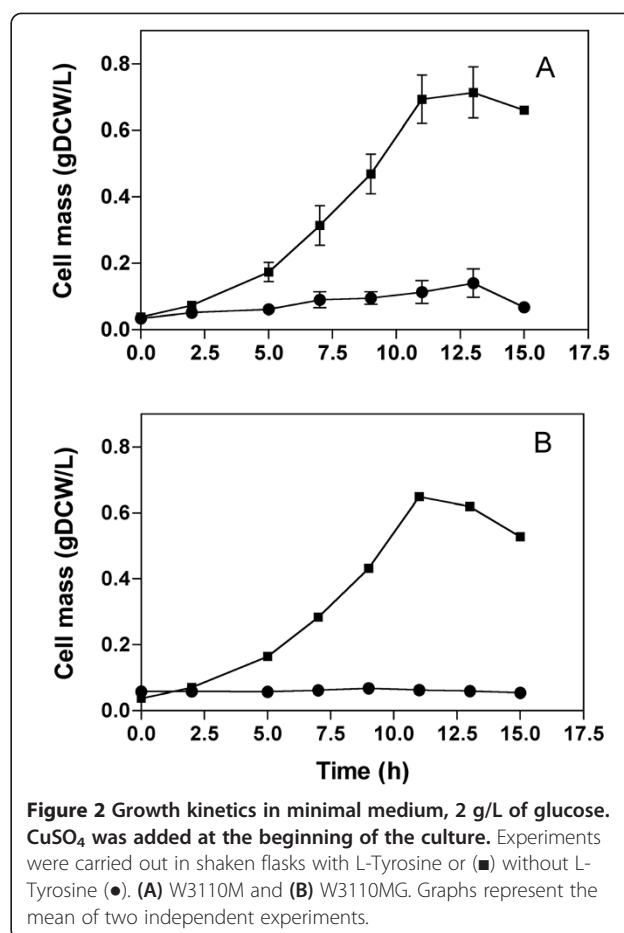 A
Cell mass (gDCW/L)
0.8
0.6
0.4
0.2
0.0
0.0 2.5 5.0 7.5 10.0 12.5 15.0 17.5
B
Cell mass (gDCW/L)
0.8
0.6
0.4
0.2
0.0
0.0 2.5 5.0 7.5 10.0 12.5 15.0 17.5
Time (h)
Figure 2 Growth kinetics in minimal medium, 2 g/L of glucose.
CuSO₄ was added at the beginning of the culture. Experiments
were carried out in shaken flasks with L-Tyrosine or (■) without L-
Tyrosine (●). (A) W3110M and (B) W3110MG. Graphs represent the
mean of two independent experiments.